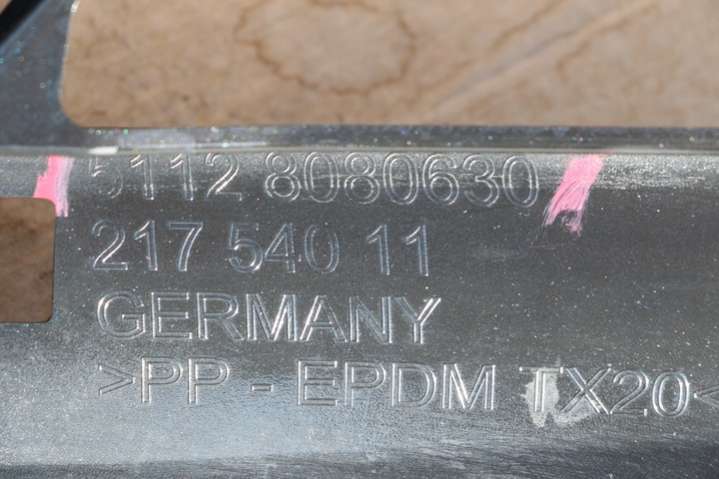 5112 8080630
217 540 11
GERMANY
>PP - EPDM TX20<